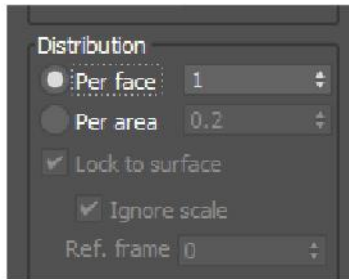 Distribution
Per face 1
Per area 0.2
Lock to surface
Ignore scale
Ref. frame 0